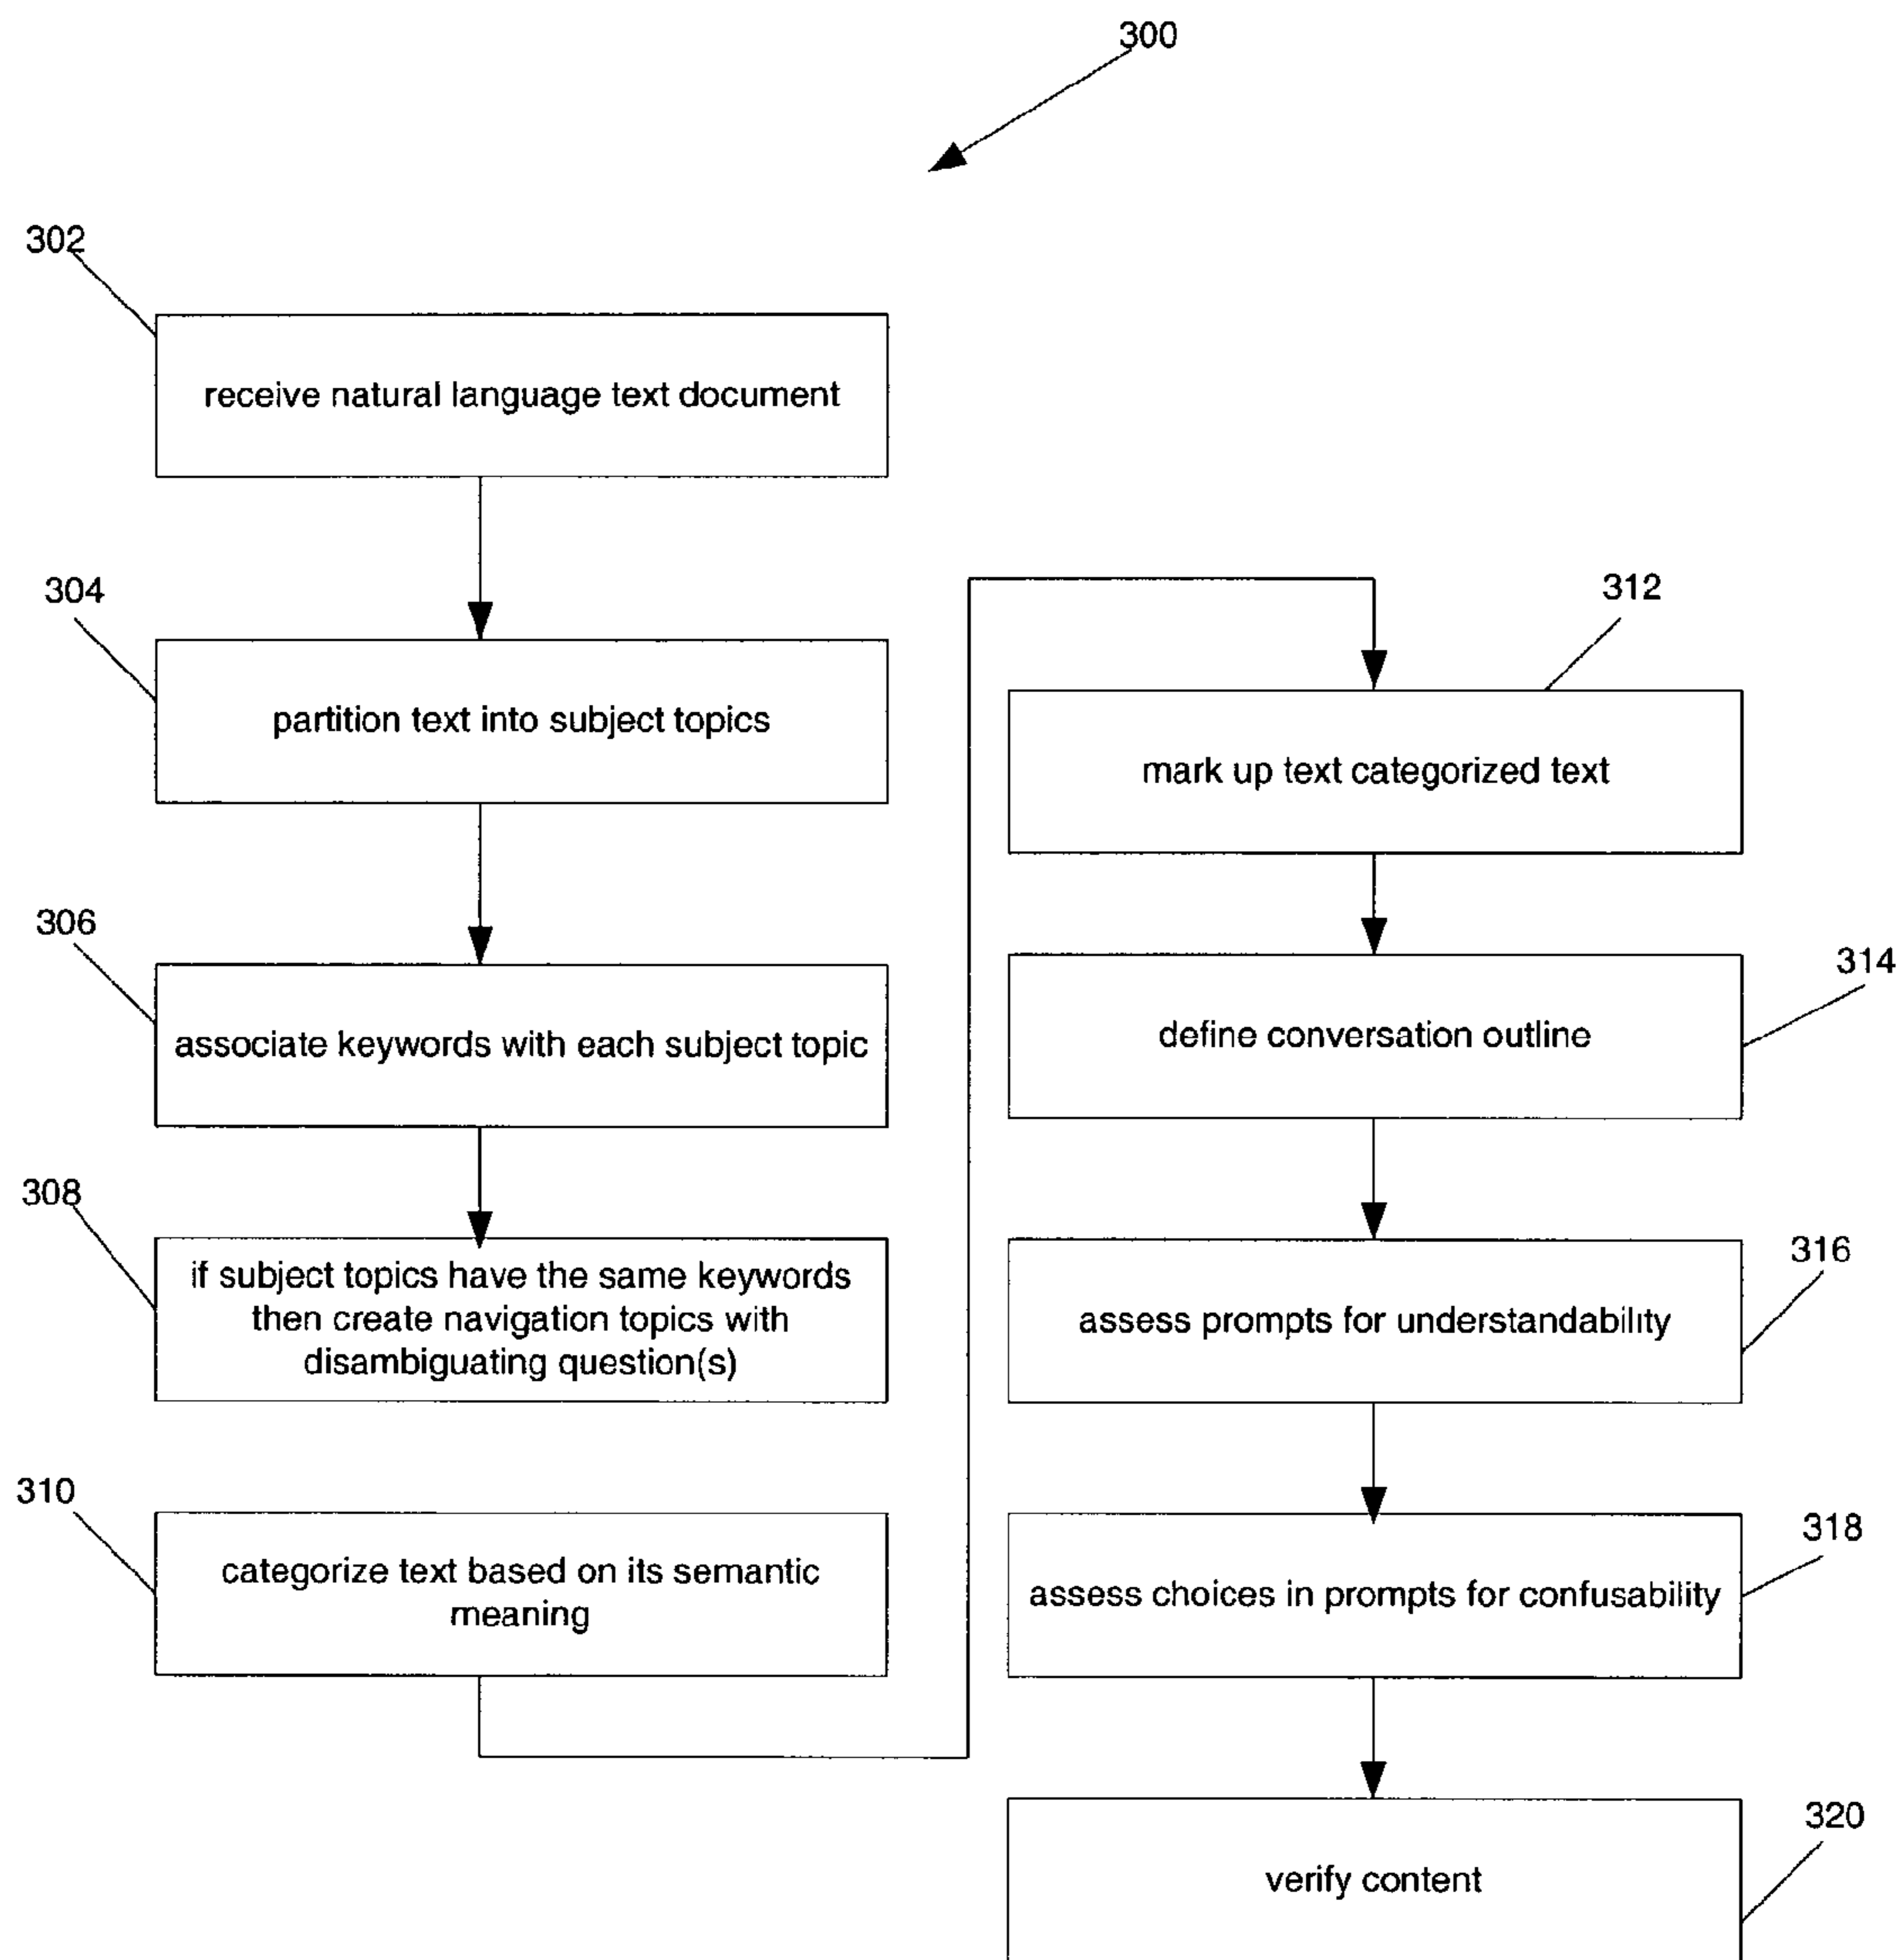 300
302
receive natural language text document
304
partition text into subject topics
306
associate keywords with each subject topic
308
if subject topics have the same keywords
then create navigation topics with
disambiguating question(s)
310
categorize text based on its semantic
meaning
312
mark up text categorized text
314
define conversation outline
316
assess prompts for understandability
318
assess choices in prompts for confusability
320
verify content